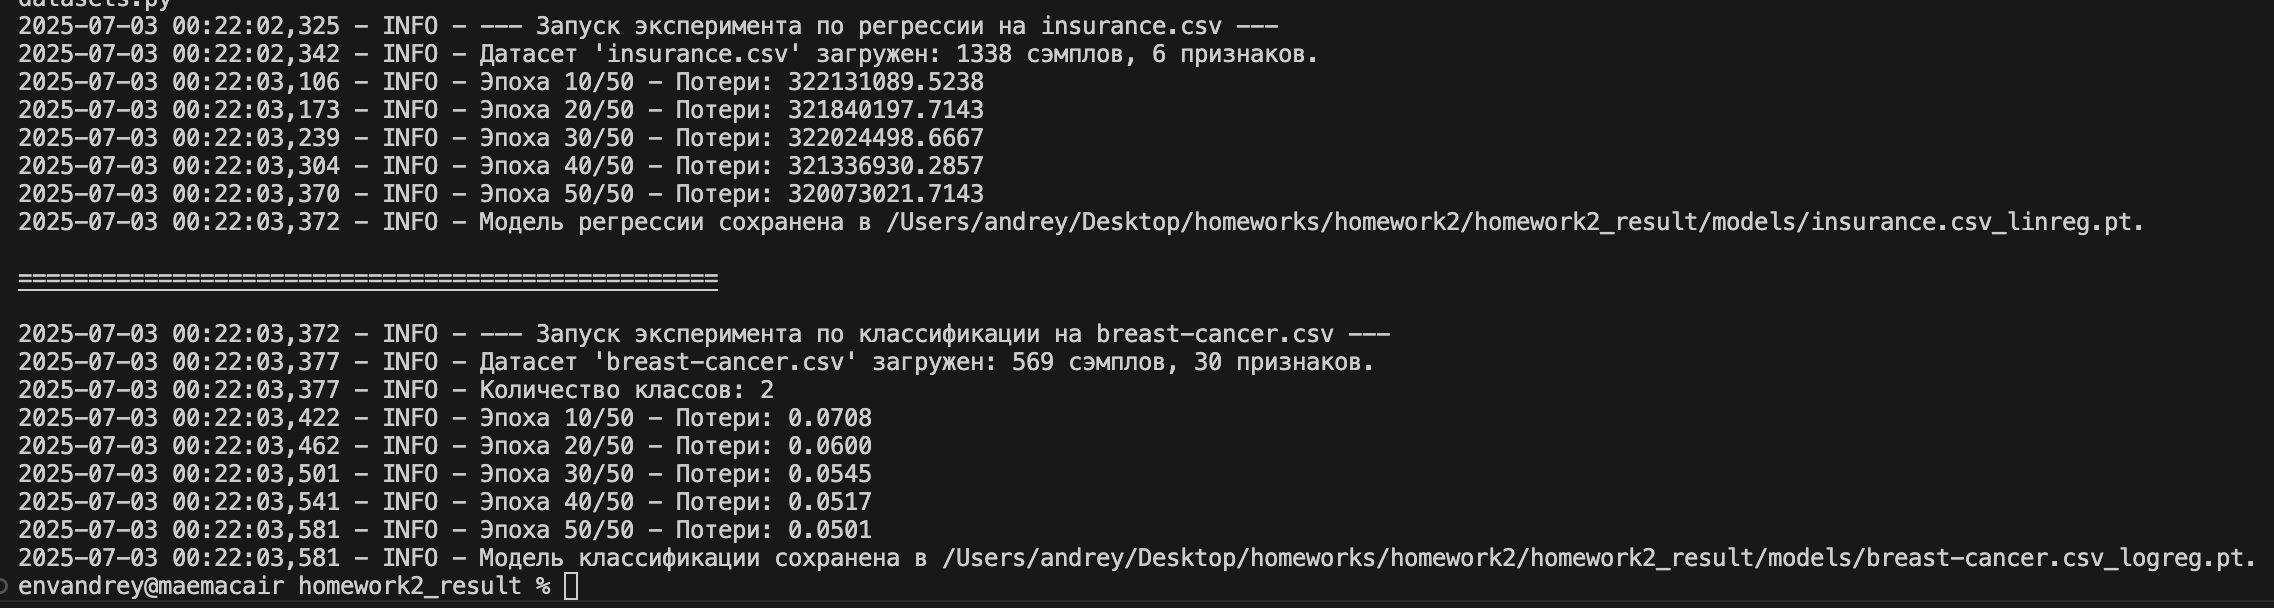 datasets.py
2025-07-03 00:22:02,325 - INFO - --- Запуск эксперимента по регрессии на insurance.csv ---
2025-07-03 00:22:02,342 - INFO - Датасет 'insurance.csv' загружен: 1338 сэмплов, 6 признаков.
2025-07-03 00:22:03,106 - INFO - Эпоха 10/50 - Потери: 322131089.5238
2025-07-03 00:22:03,173 - INFO - Эпоха 20/50 - Потери: 321840197.7143
2025-07-03 00:22:03,239 - INFO - Эпоха 30/50 - Потери: 322024498.6667
2025-07-03 00:22:03,304 - INFO - Эпоха 40/50 - Потери: 321336930.2857
2025-07-03 00:22:03,370 - INFO - Эпоха 50/50 - Потери: 320073021.7143
2025-07-03 00:22:03,372 - INFO - Модель регрессии сохранена в /Users/andrey/Desktop/homeworks/homework2/homework2_result/models/insurance.csv_linreg.pt.
==================================================
2025-07-03 00:22:03,372 - INFO - --- Запуск эксперимента по классификации на breast-cancer.csv ---
2025-07-03 00:22:03,377 - INFO - Датасет 'breast-cancer.csv' загружен: 569 сэмплов, 30 признаков.
2025-07-03 00:22:03,377 - INFO - Количество классов: 2
2025-07-03 00:22:03,422 - INFO - Эпоха 10/50 - Потери: 0.0708
2025-07-03 00:22:03,462 - INFO - Эпоха 20/50 - Потери: 0.0600
2025-07-03 00:22:03,501 - INFO - Эпоха 30/50 - Потери: 0.0545
2025-07-03 00:22:03,541 - INFO - Эпоха 40/50 - Потери: 0.0517
2025-07-03 00:22:03,581 - INFO - Эпоха 50/50 - Потери: 0.0501
2025-07-03 00:22:03,581 - INFO - Модель классификации сохранена в /Users/andrey/Desktop/homeworks/homework2/homework2_result/models/breast-cancer.csv_logreg.pt.
envandrey@maemacair homework2_result %